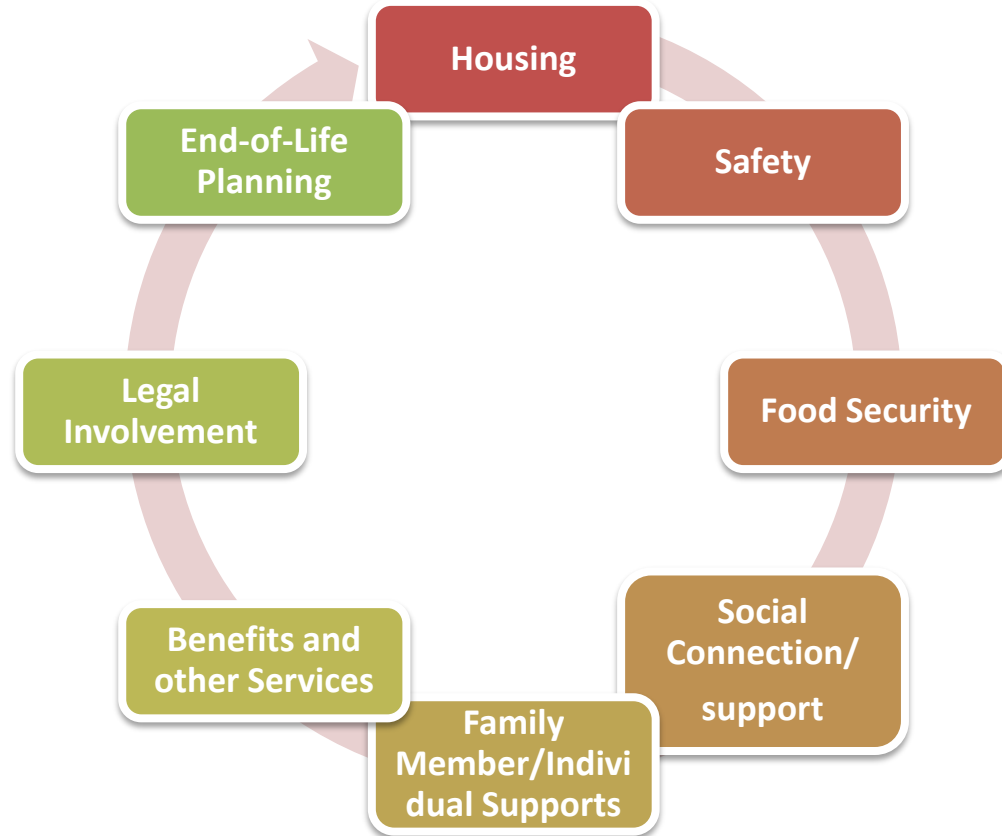 Housing
Safety
Food Security
Social
Connection/
support
Family
Member/Indivi
dual Supports
Benefits and
other Services
Legal
Involvement
End-of-Life
Planning